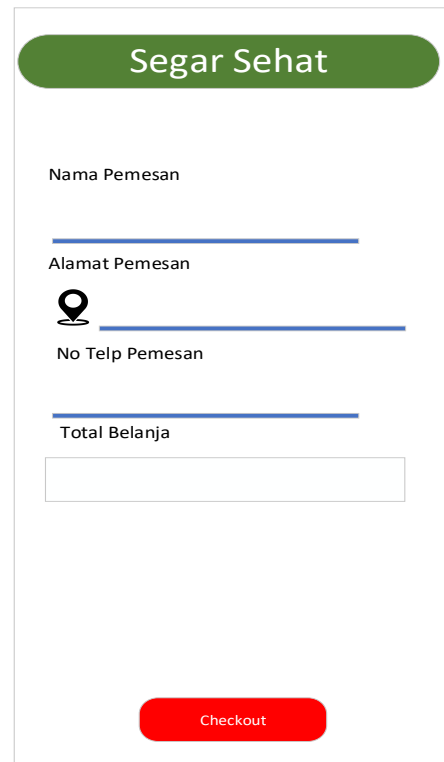 Segar Sehat
Nama Pemesan
Alamat Pemesan
No Telp Pemesan
Total Belanja
Checkout